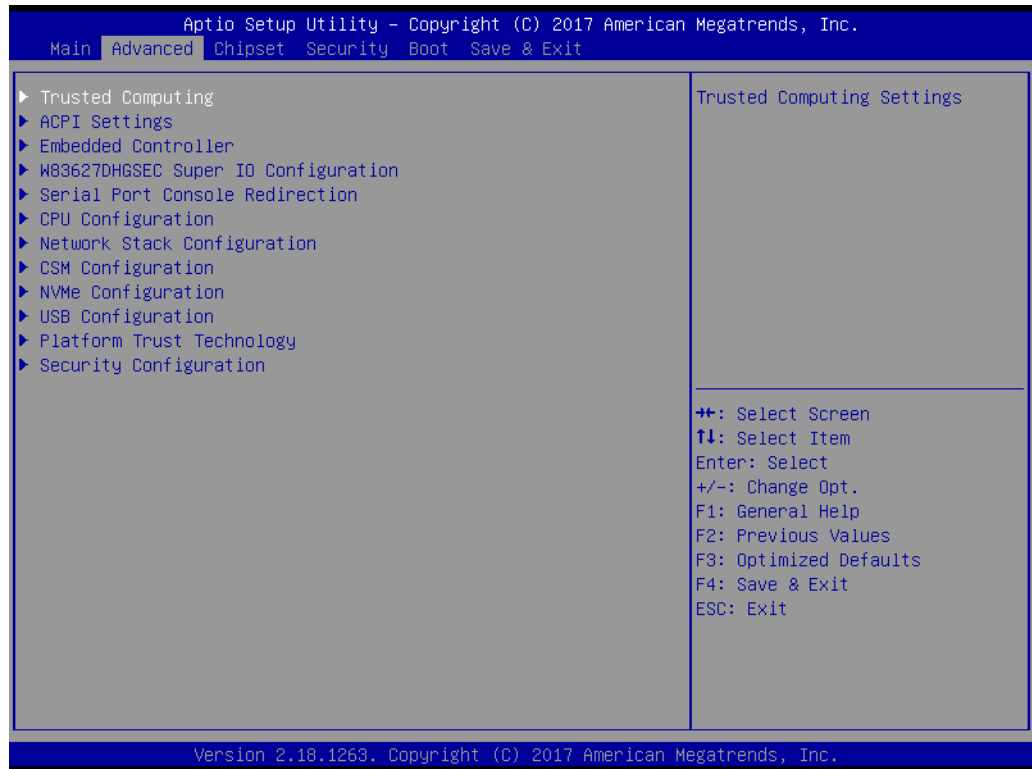 Aptio Setup Utility – Copyright (C) 2017 American Megatrends, Inc.
Main Advanced Chipset Security Boot Save & Exit
▶ Trusted Computing
▶ ACPI Settings
▶ Embedded Controller
▶ W83627DHGSEC Super IO Configuration
▶ Serial Port Console Redirection
▶ CPU Configuration
▶ Network Stack Configuration
▶ CSM Configuration
▶ NVMe Configuration
▶ USB Configuration
▶ Platform Trust Technology
▶ Security Configuration
Trusted Computing Settings
→←: Select Screen
↑↓: Select Item
Enter: Select
+/-: Change Opt.
F1: General Help
F2: Previous Values
F3: Optimized Defaults
F4: Save & Exit
ESC: Exit
Version 2.18.1263. Copyright (C) 2017 American Megatrends, Inc.